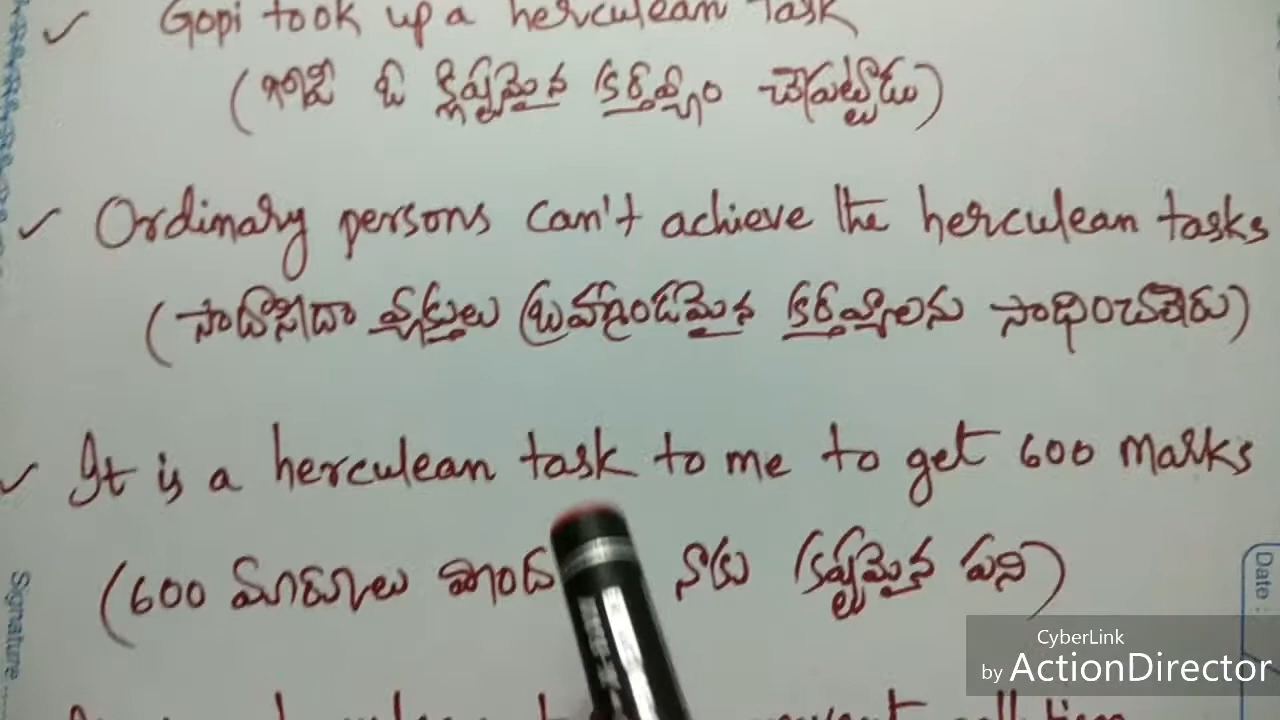 Gopi took up a herculean task
(గోపి ఓ క్లిష్టమైన కర్తవ్యం చేపట్టాడు)
Ordinary persons can't achieve the herculean tasks
(సాధారణ వ్యక్తులు బ్రహ్మాండమైన కర్తవ్యాలను సాధించలేరు)
It is a herculean task to me to get 600 marks
(600 మార్కులు నాకు కష్టమైన పని)
Date :
Signature
CyberLink
by ActionDirector